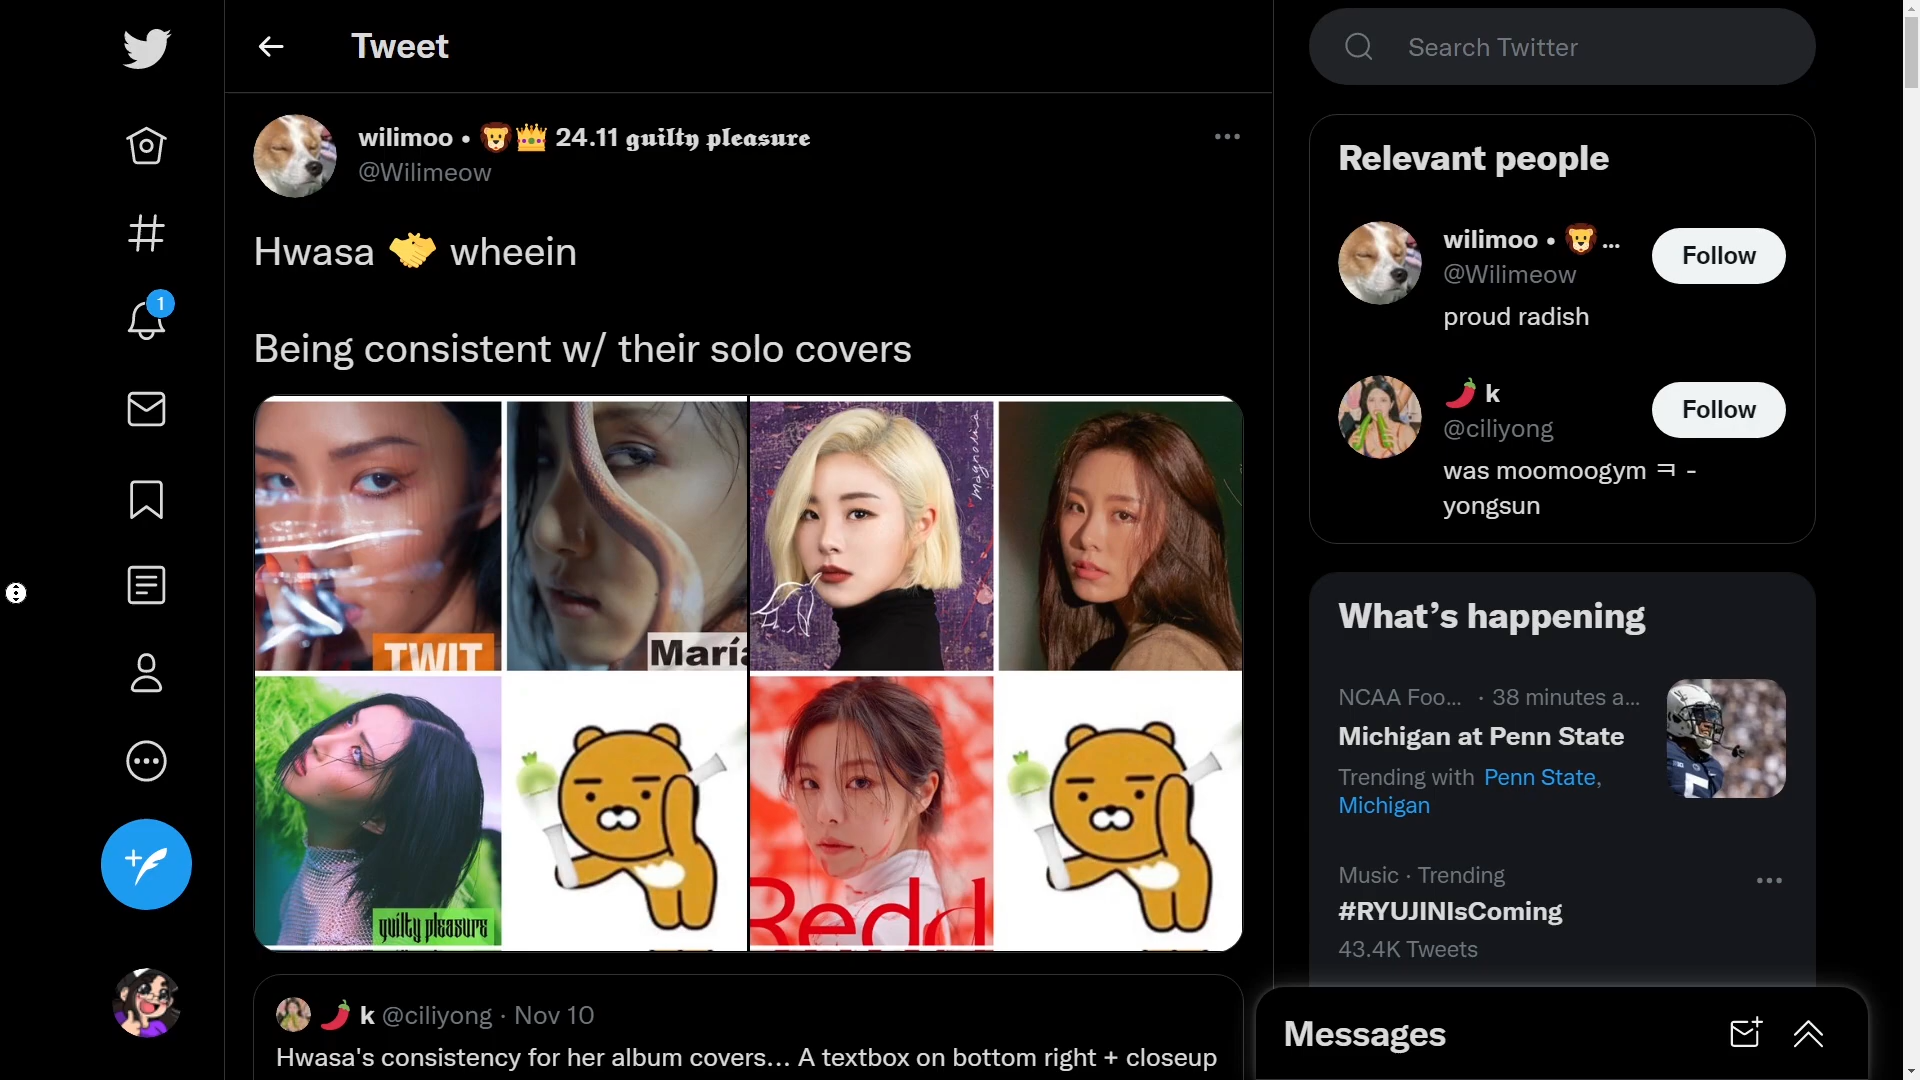 Tweet
Search Twitter
wilimoo • 🦁👑 24.11 𝖌𝖚𝖎𝖑𝖙𝖞 𝖕𝖑𝖊𝖆𝖘𝖚𝖗𝖊
@Wilimeow
Hwasa 🤝 wheein
Being consistent w/ their solo covers
TWIT
María
Magnolia
guilty pleasure
Redd
🌶️ k @ciliyong · Nov 10
Hwasa's consistency for her album covers... A textbox on bottom right + closeup
1
Relevant people
wilimoo • 🦁 ...
@Wilimeow
Follow
proud radish
🌶️ k
@ciliyong
Follow
was moomoogym ㅋ -
yongsun
What's happening
NCAA Foo... · 38 minutes a...
Michigan at Penn State
Trending with Penn State,
Michigan
Music · Trending
#RYUJINIsComing
43.4K Tweets
Messages